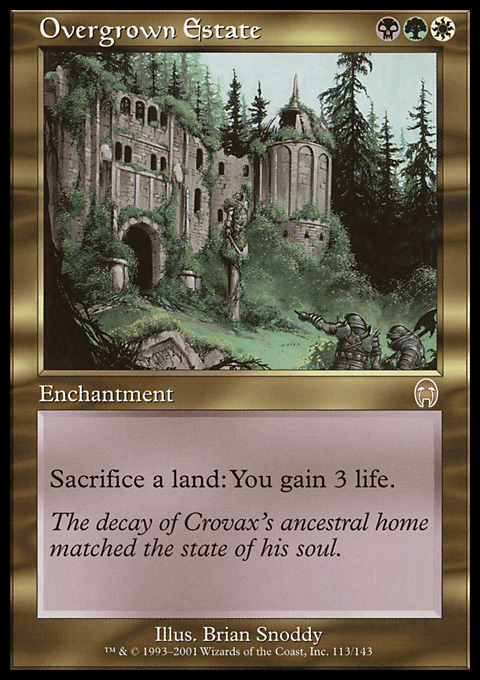 Overgrown Estate
Enchantment
Sacrifice a land: You gain 3 life.
The decay of Crovax's ancestral home
matched the state of his soul.
Illus. Brian Snoddy
™ & © 1993–2001 Wizards of the Coast, Inc. 113/143